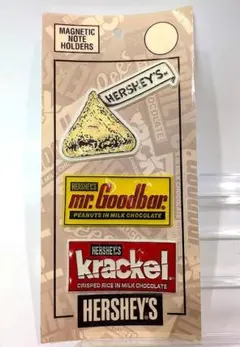 MAGNETIC
NOTE
HOLDERS
HERSHEY'S
HERSHEY'S
mr. Goodbar
PEANUTS IN MILK CHOCOLATE
HERSHEY'S
krackel
CRISPED RICE IN MILK CHOCOLATE
HERSHEY'S